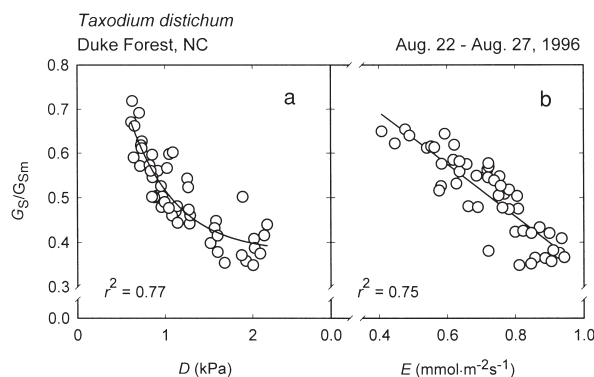 Taxodium distichum
Duke Forest, NC
Aug. 22 - Aug. 27, 1996
0.8
0.7
0.6
0.5
0.4
0.3
0.0
G_S/G_Sm
a
b
r² = 0.77
r² = 0.75
0
1
2
0.0
0.4
0.6
0.8
1.0
D (kPa)
E (mmol·m⁻²s⁻¹)